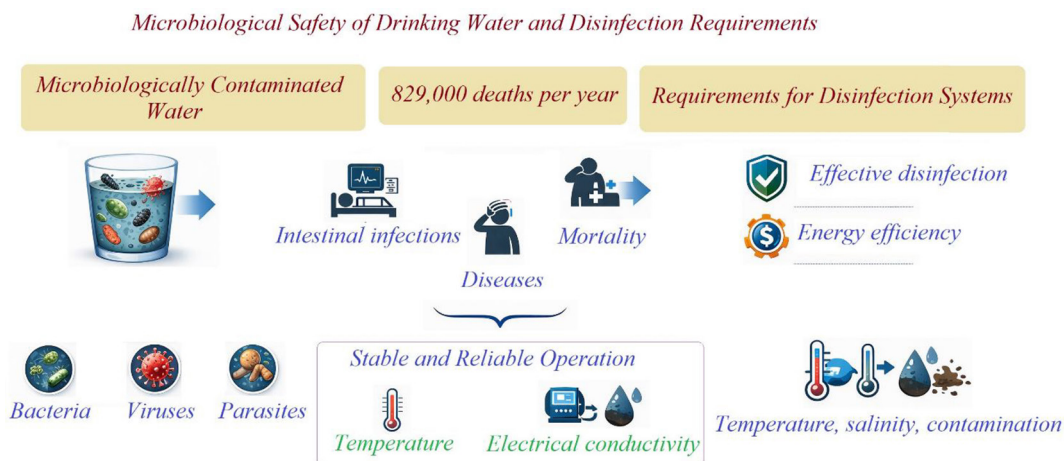 Microbiological Safety of Drinking Water and Disinfection Requirements
Microbiologically Contaminated
Water
829,000 deaths per year
Requirements for Disinfection Systems
Effective disinfection
Energy efficiency
Intestinal infections
Mortality
Diseases
Stable and Reliable Operation
Bacteria
Viruses
Parasites
Temperature
Electrical conductivity
Temperature, salinity, contamination